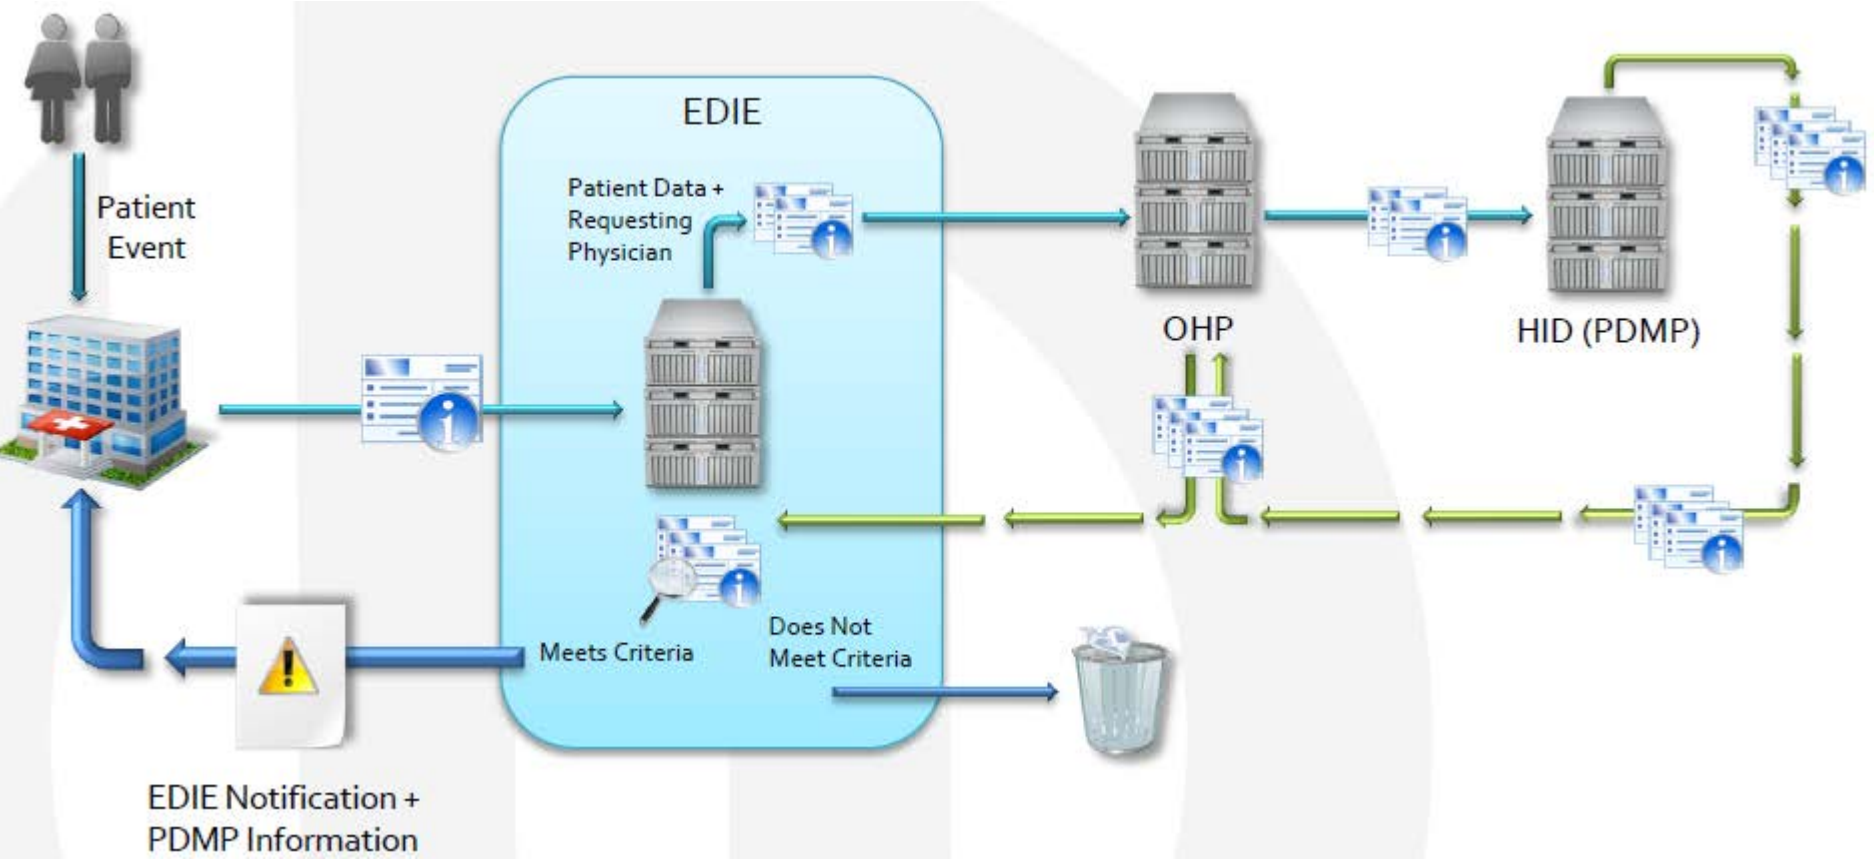 EDIE
Patient Data +
Requesting
Physician
Patient
Event
OHP
HID (PDMP)
Meets Criteria
Does Not
Meet Criteria
EDIE Notification +
PDMP Information